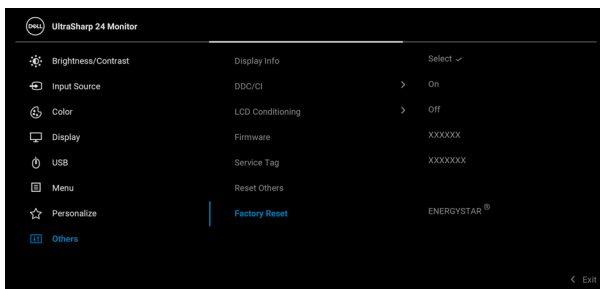 DELL UltraSharp 24 Monitor
Brightness/Contrast Display Info Select ✓
Input Source DDC/CI > On
Color LCD Conditioning > Off
Display Firmware XXXXXX
USB Service Tag XXXXXXX
Menu Reset Others
Personalize Factory Reset ENERGYSTAR ®
Others
< Exit